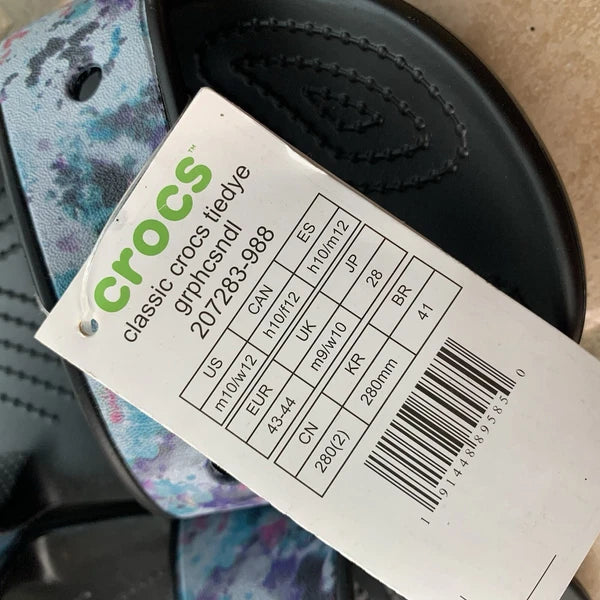 crocs™
classic crocs tiedye
grphcsndl
207283-988
US CAN ES
m10/w12 h10/f12 h10/m12
EUR UK JP
43-44 m9/w10 28
CN KR BR
280(2) 280mm 41
1 91448 89585 0